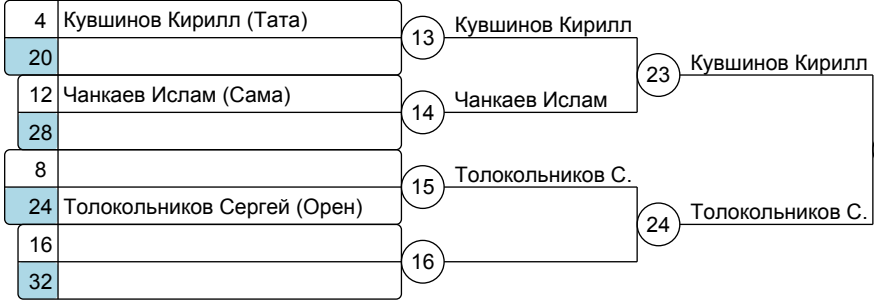 4 Кувшинов Кирилл (Тата)
20
13 Кувшинов Кирилл
12 Чанкаев Ислам (Сама)
28
14 Чанкаев Ислам
23 Кувшинов Кирилл
8
24 Толокольников Сергей (Орен)
15 Толокольников С.
16
32
16
24 Толокольников С.